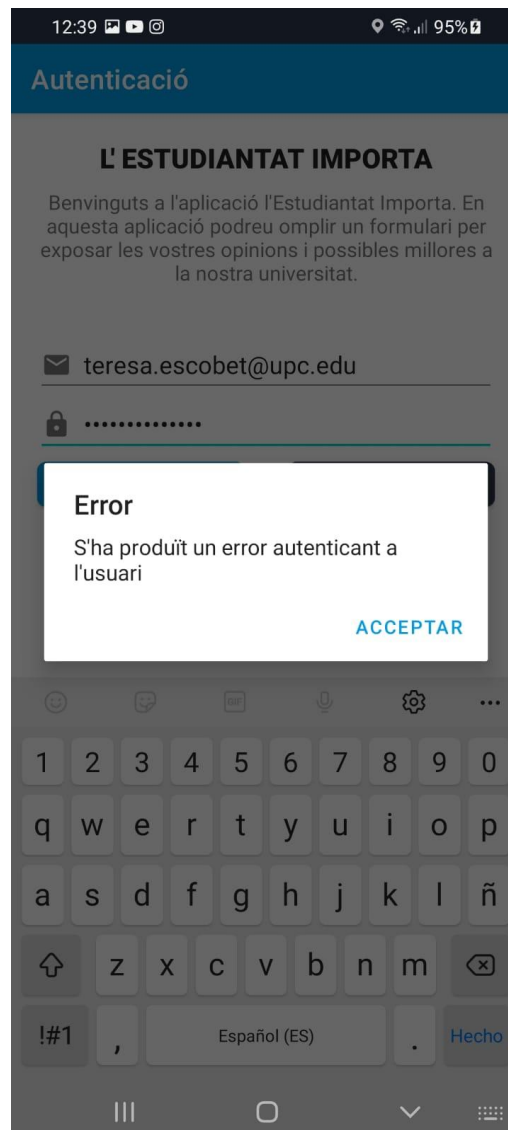 12:39 95%
Autenticació
L' ESTUDIANTAT IMPORTA
Benvinguts a l'aplicació l'Estudiantat Importa. En
aquesta aplicació podreu omplir un formulari per
exposar les vostres opinions i possibles millores a
la nostra universitat.
teresa.escobet@upc.edu
••••••••••••••
Error
S'ha produït un error autenticant a
l'usuari
ACCEPTAR
GIF
1 2 3 4 5 6 7 8 9 0
q w e r t y u i o p
a s d f g h j k l ñ
z x c v b n m
!#1 , Español (ES) . Hecho